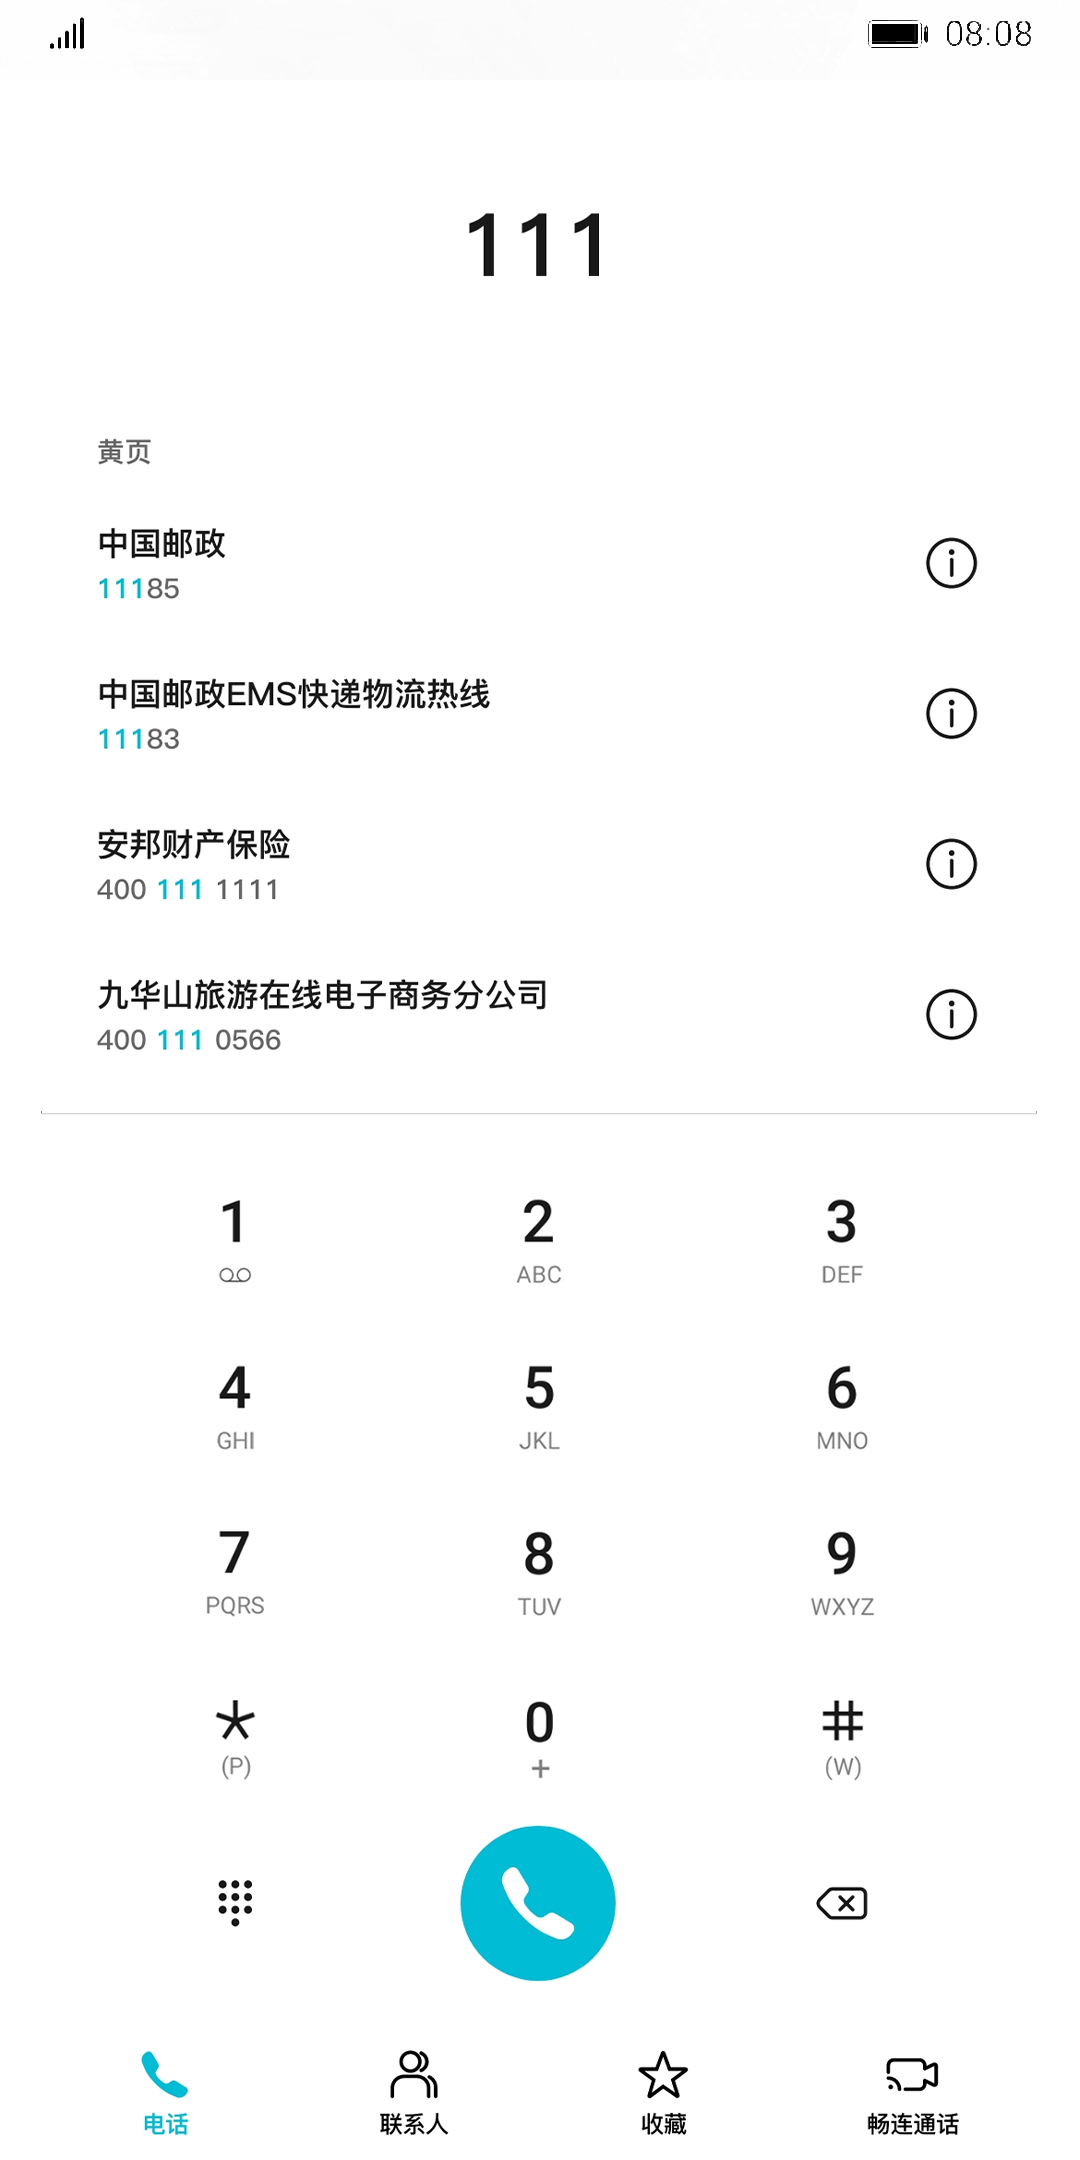 08:08
111
黄页
中国邮政
11185
中国邮政EMS快递物流热线
11183
安邦财产保险
400 111 1111
九华山旅游在线电子商务分公司
400 111 0566
1 2 3
ABC DEF
4 5 6
GHI JKL MNO
7 8 9
PQRS TUV WXYZ
* 0 #
(P) + (W)
电话 联系人 收藏 畅连通话